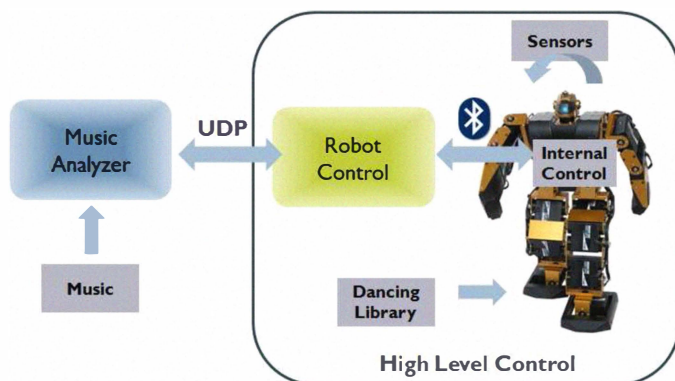 Sensors
UDP
Music
Analyzer
Robot
Control
Internal
Control
Music
Dancing
Library
High Level Control